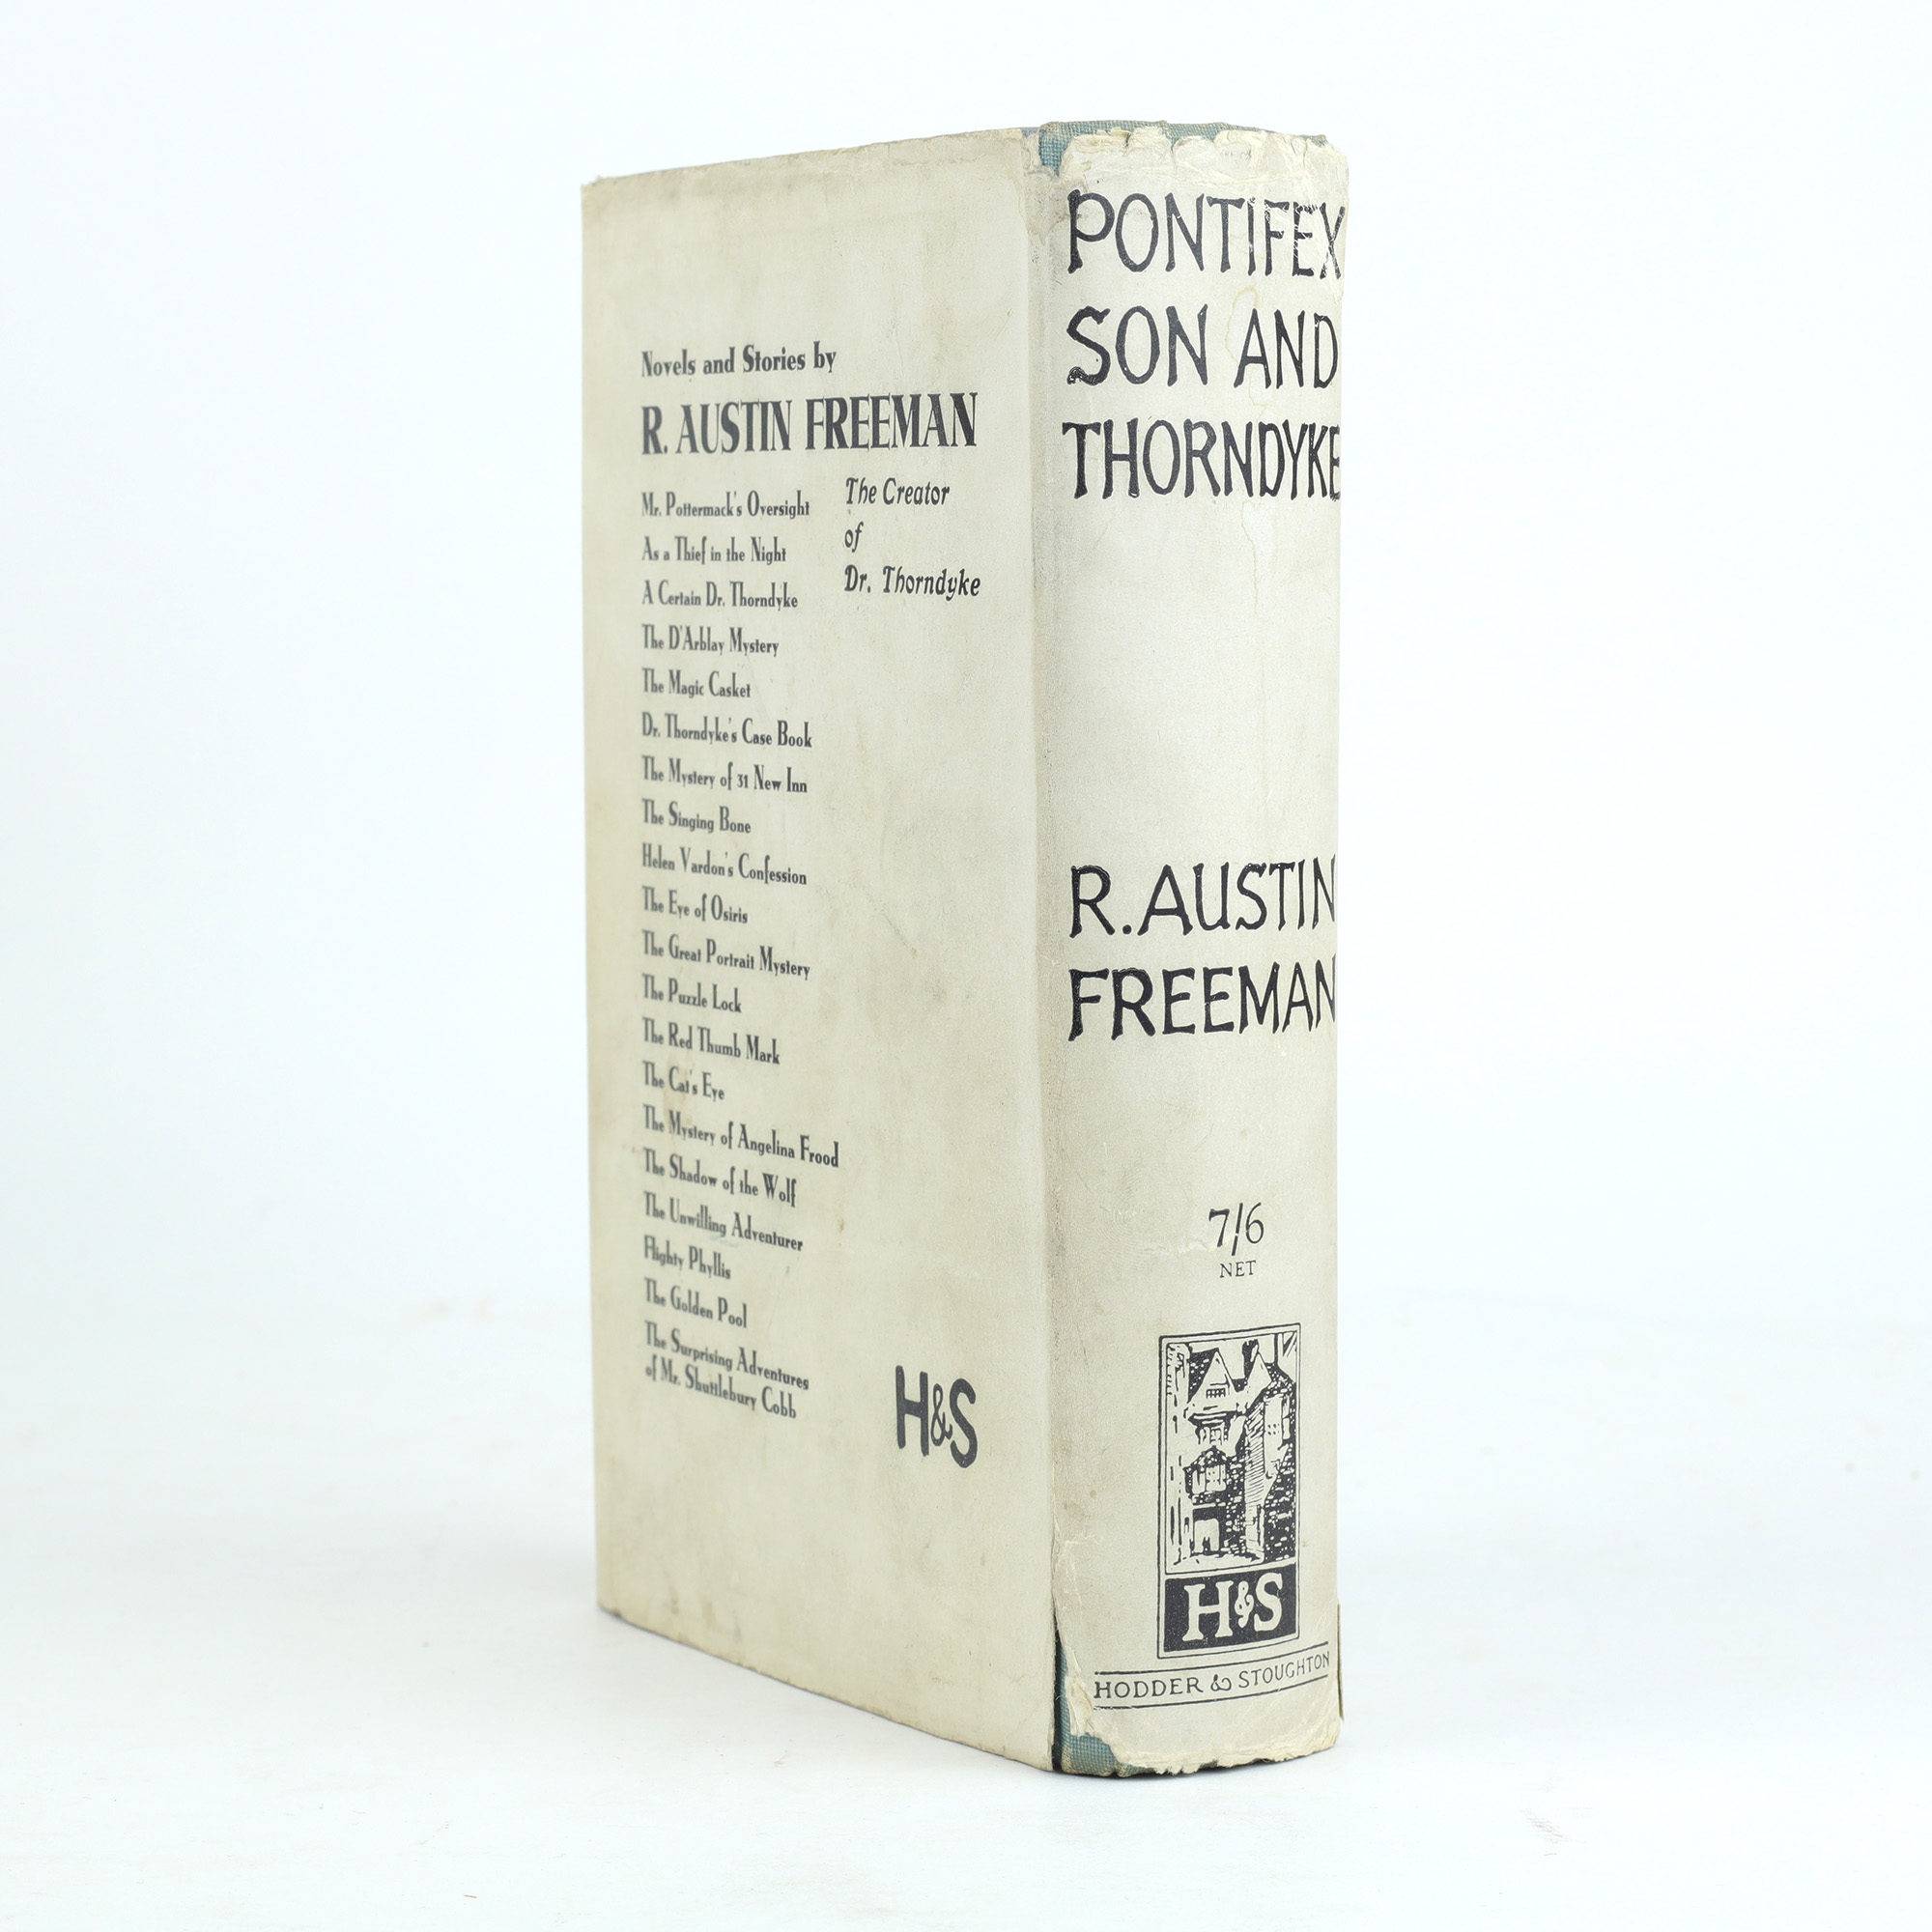 Novels and Stories by
R. AUSTIN FREEMAN
The Creator
of
Dr. Thorndyke
Mr. Pottermack's Oversight
As a Thief in the Night
A Certain Dr. Thorndyke
The D'Arblay Mystery
The Magic Casket
Dr. Thorndyke's Case Book
The Mystery of 31 New Inn
The Singing Bone
Helen Vardon's Confession
The Eye of Osiris
The Great Portrait Mystery
The Puzzle Lock
The Red Thumb Mark
The Cat's Eye
The Mystery of Angelina Frood
The Shadow of the Wolf
The Unwilling Adventurer
Flighty Phyllis
The Golden Pool
The Surprising Adventures
of Mr. Shuttlebury Cobb
H&S
PONTIFEX
SON AND
THORNDYKE
R. AUSTIN
FREEMAN
7/6
NET
H&S
HODDER & STOUGHTON